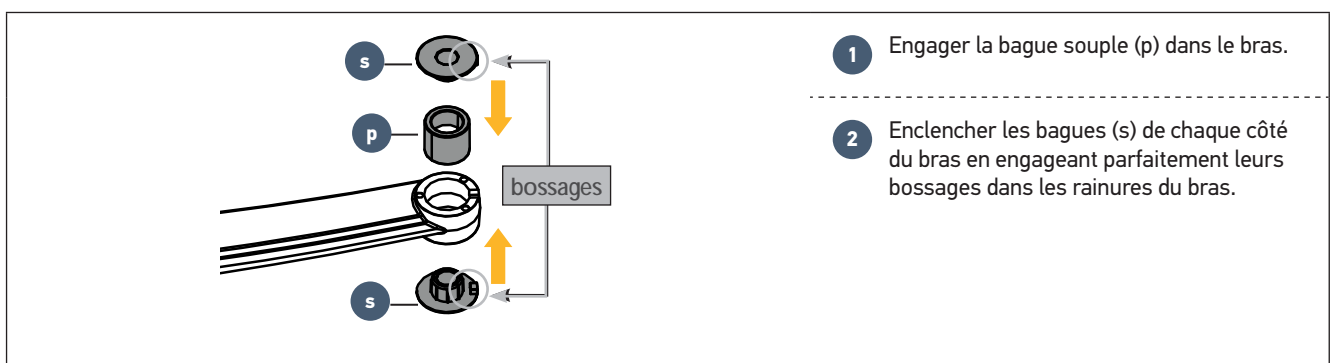 s
p
bossages
s
1 Engager la bague souple (p) dans le bras.
2 Enclencher les bagues (s) de chaque côté
du bras en engageant parfaitement leurs
bossages dans les rainures du bras.